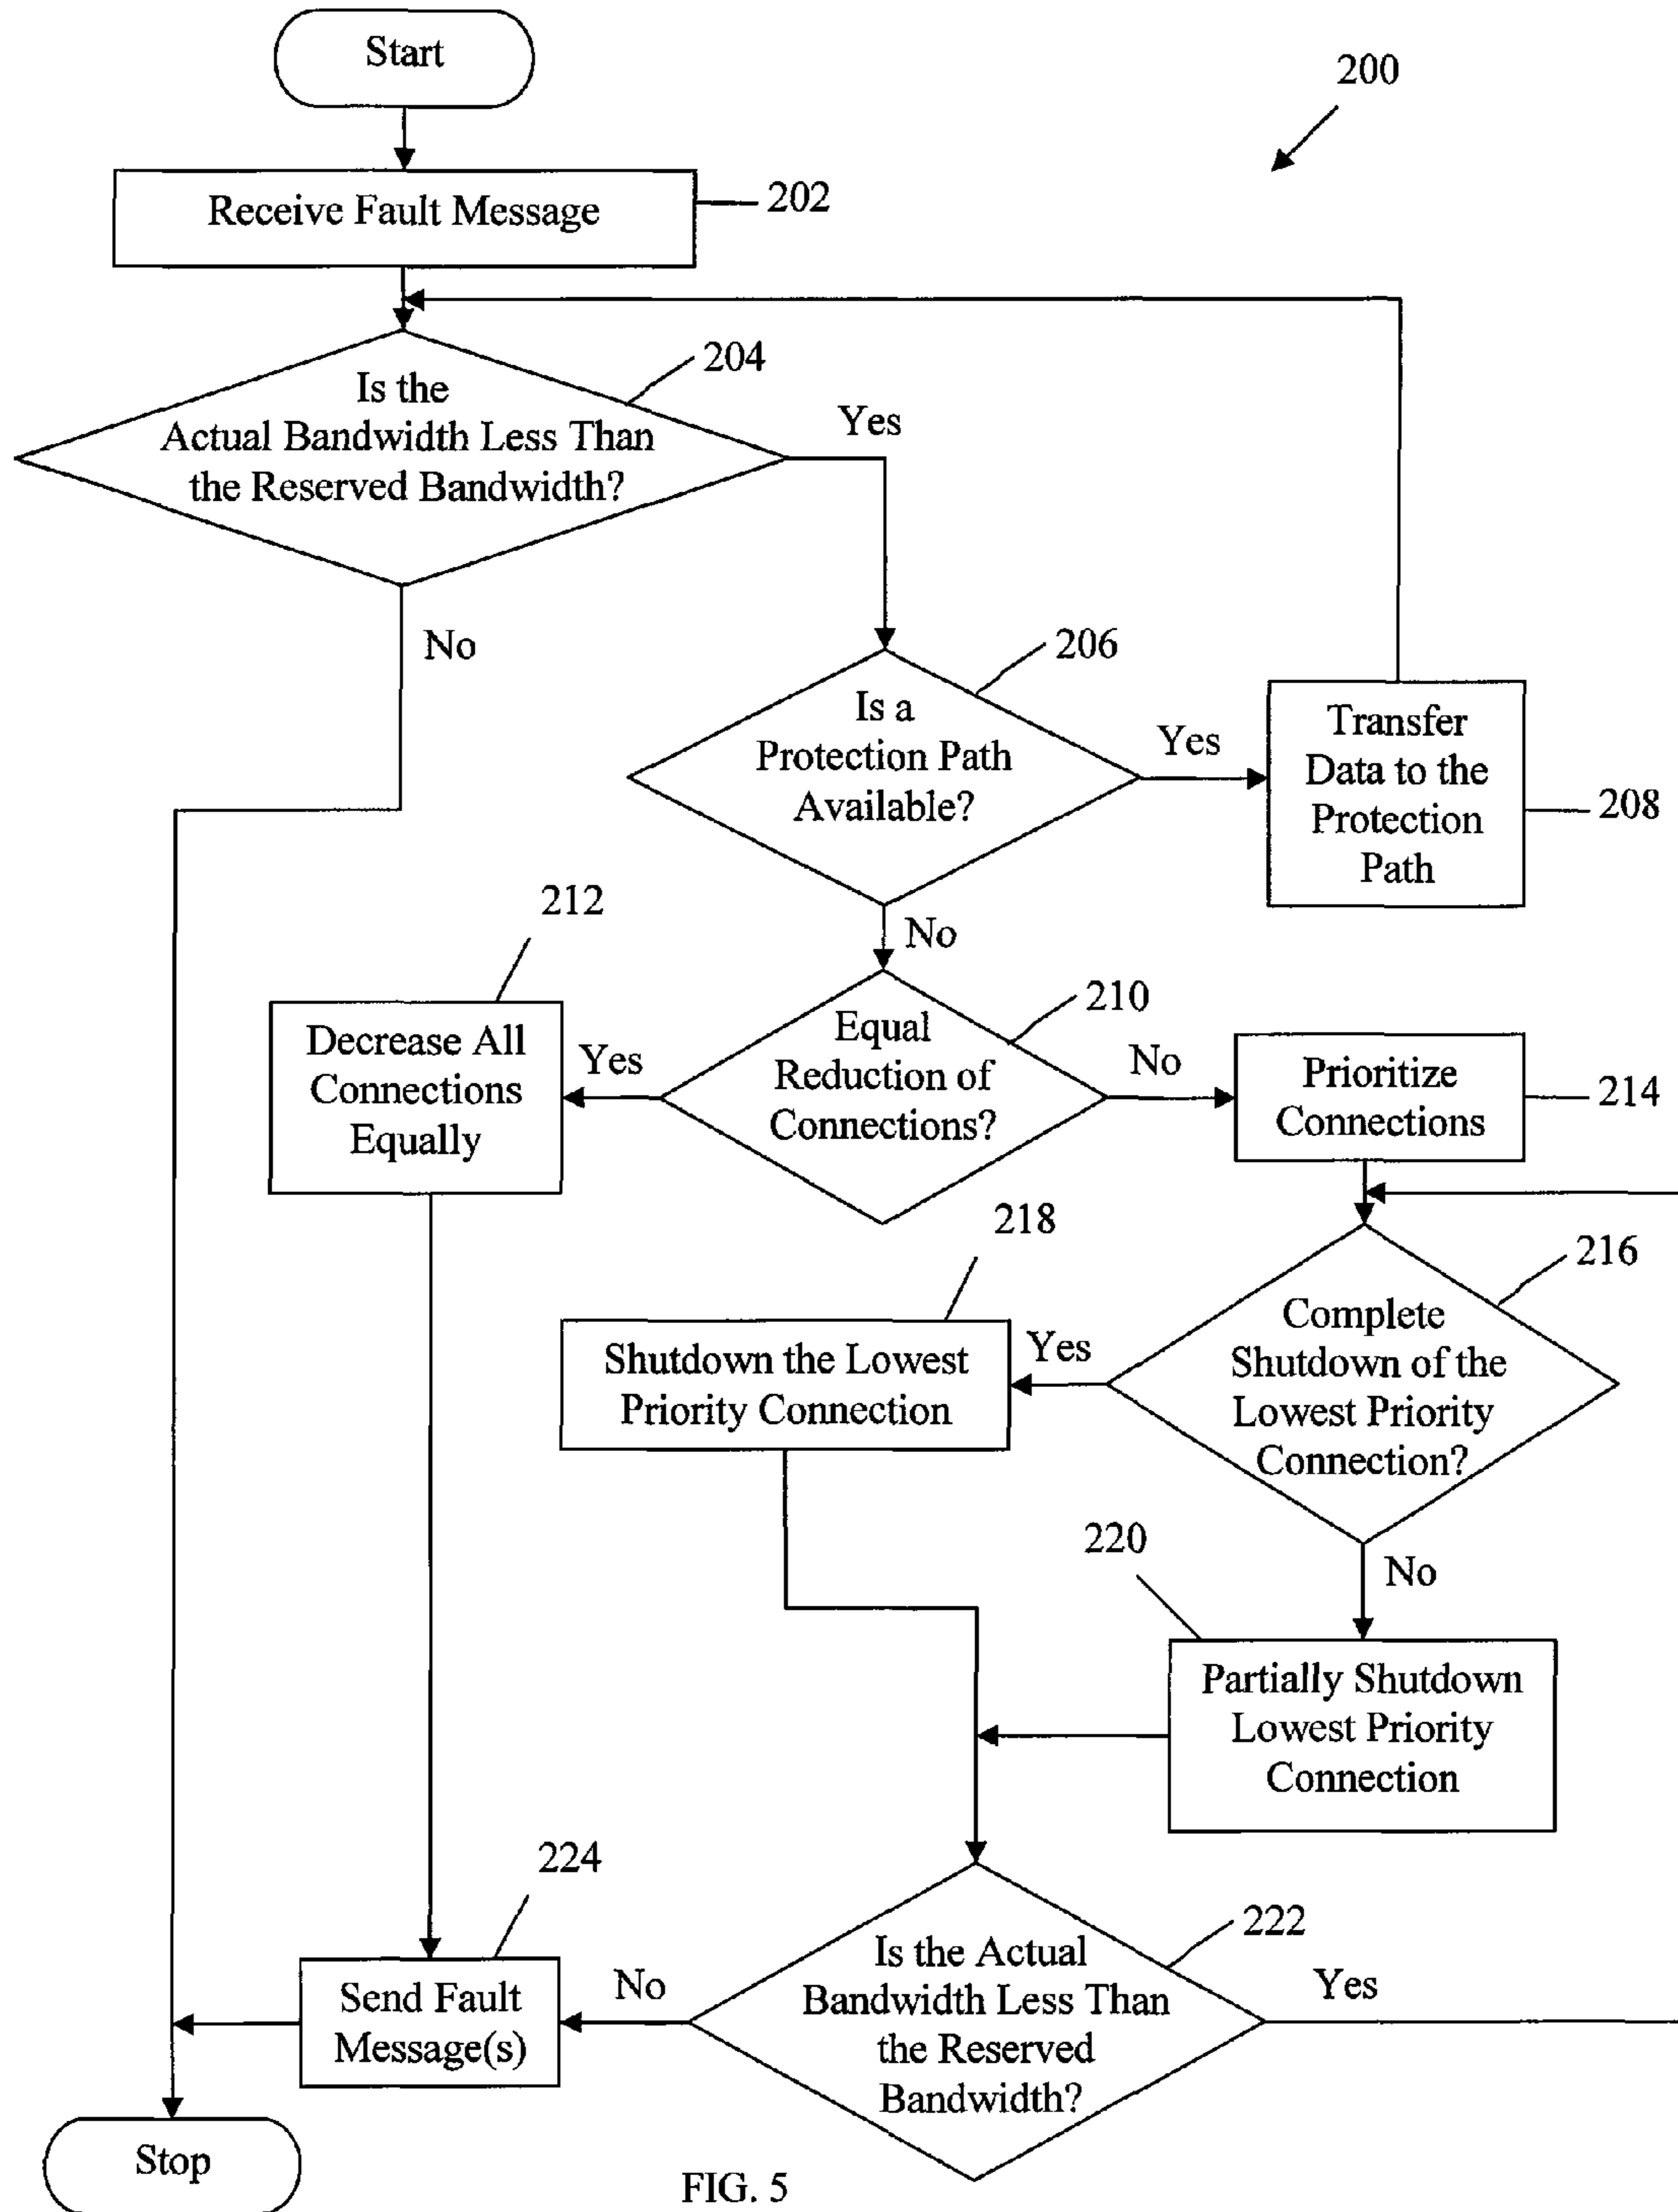 Start
200
Receive Fault Message
202
204
Is the
Actual Bandwidth Less Than
the Reserved Bandwidth?
Yes
No
206
Is a
Protection Path
Available?
Yes
Transfer
Data to the
Protection
Path
208
No
212
Decrease All
Connections
Equally
Yes
210
Equal
Reduction of
Connections?
No
Prioritize
Connections
214
218
Shutdown the Lowest
Priority Connection
Yes
216
Complete
Shutdown of the
Lowest Priority
Connection?
No
220
Partially Shutdown
Lowest Priority
Connection
224
Send Fault
Message(s)
No
222
Is the Actual
Bandwidth Less Than
the Reserved
Bandwidth?
Yes
Stop
FIG. 5